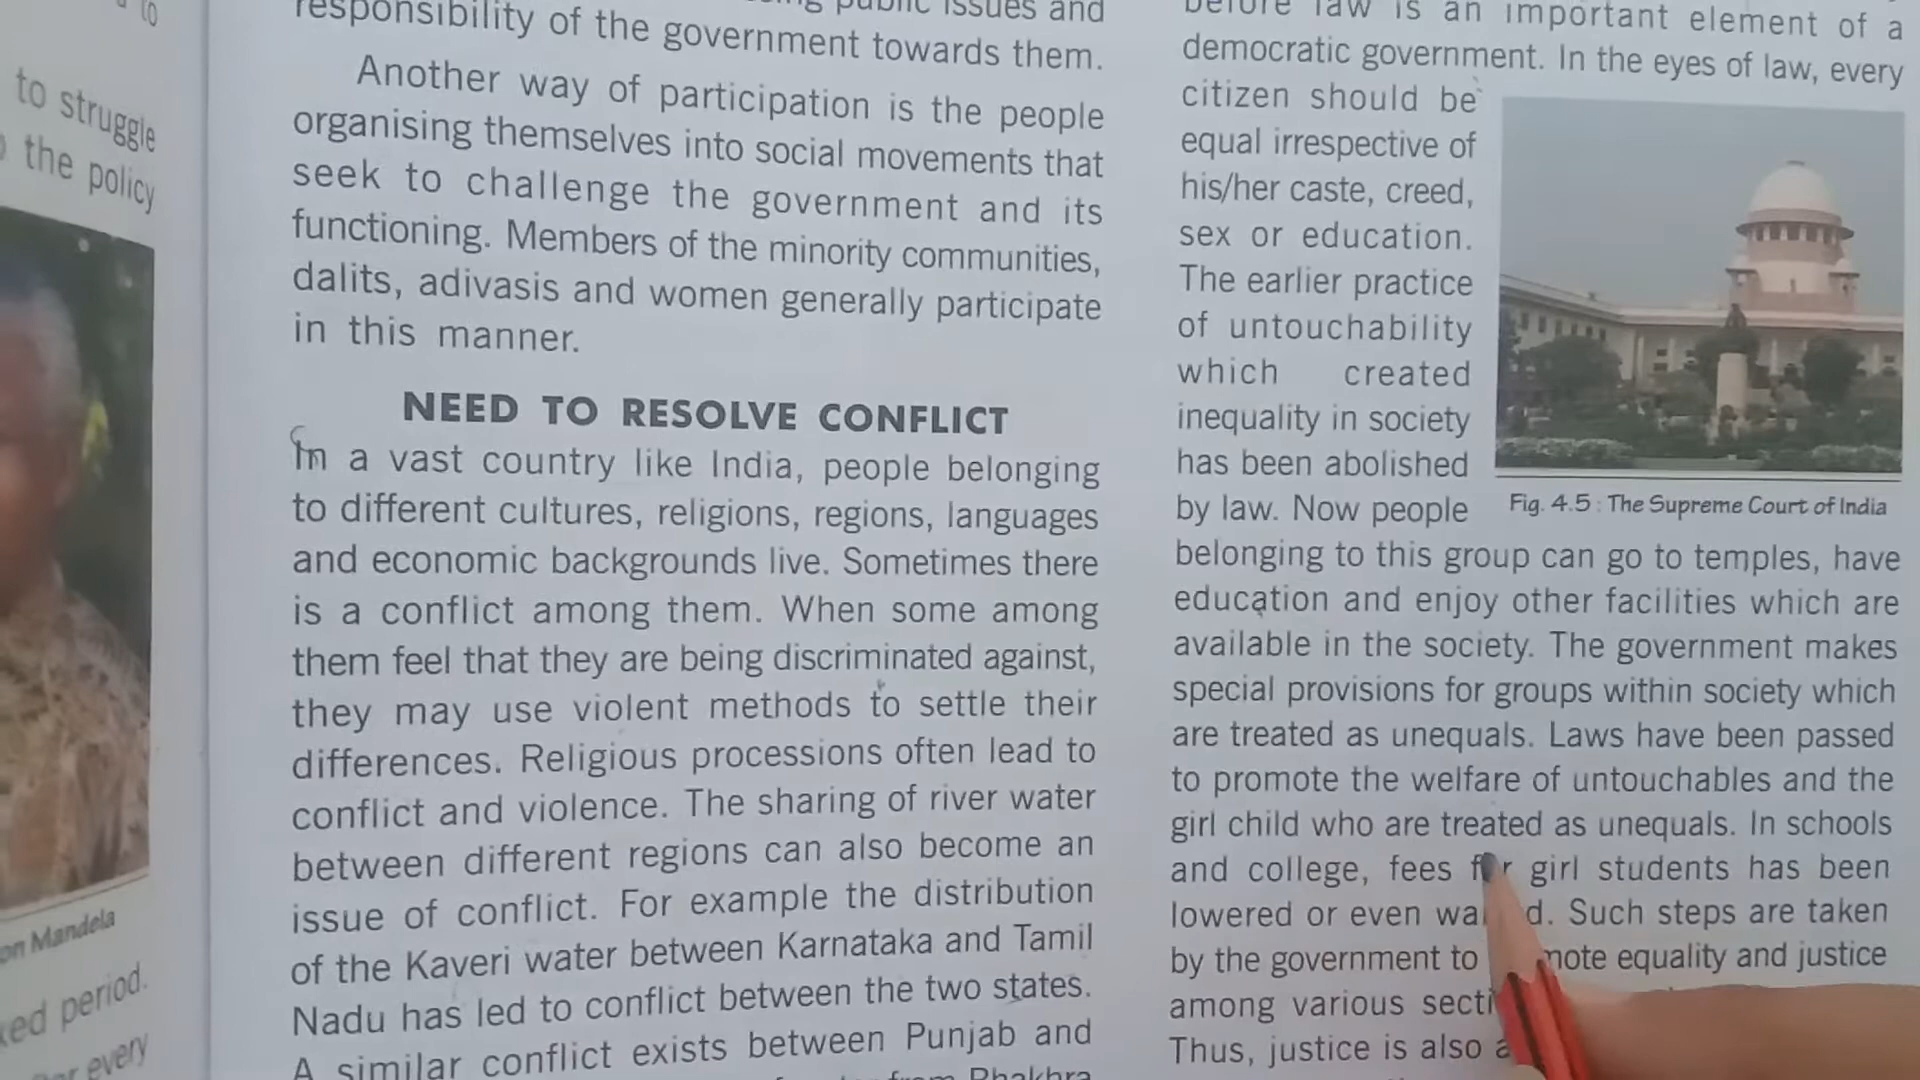 to
to struggle
the policy
on Mandela
ked period.
or every
public issues and
responsibility of the government towards them.
Another way of participation is the people
organising themselves into social movements that
seek to challenge the government and its
functioning. Members of the minority communities,
dalits, adivasis and women generally participate
in this manner.
NEED TO RESOLVE CONFLICT
In a vast country like India, people belonging
to different cultures, religions, regions, languages
and economic backgrounds live. Sometimes there
is a conflict among them. When some among
them feel that they are being discriminated against,
they may use violent methods to settle their
differences. Religious processions often lead to
conflict and violence. The sharing of river water
between different regions can also become an
issue of conflict. For example the distribution
of the Kaveri water between Karnataka and Tamil
Nadu has led to conflict between the two states.
A similar conflict exists between Punjab and
from Bhakhra
before law is an important element of a
democratic government. In the eyes of law, every
citizen should be
equal irrespective of
his/her caste, creed,
sex or education.
The earlier practice
of untouchability
which created
inequality in society
has been abolished
by law. Now people
Fig. 4.5 : The Supreme Court of India
belonging to this group can go to temples, have
education and enjoy other facilities which are
available in the society. The government makes
special provisions for groups within society which
are treated as unequals. Laws have been passed
to promote the welfare of untouchables and the
girl child who are treated as unequals. In schools
and college, fees for girl students has been
lowered or even wa d. Such steps are taken
by the government to mote equality and justice
among various secti
Thus, justice is also a